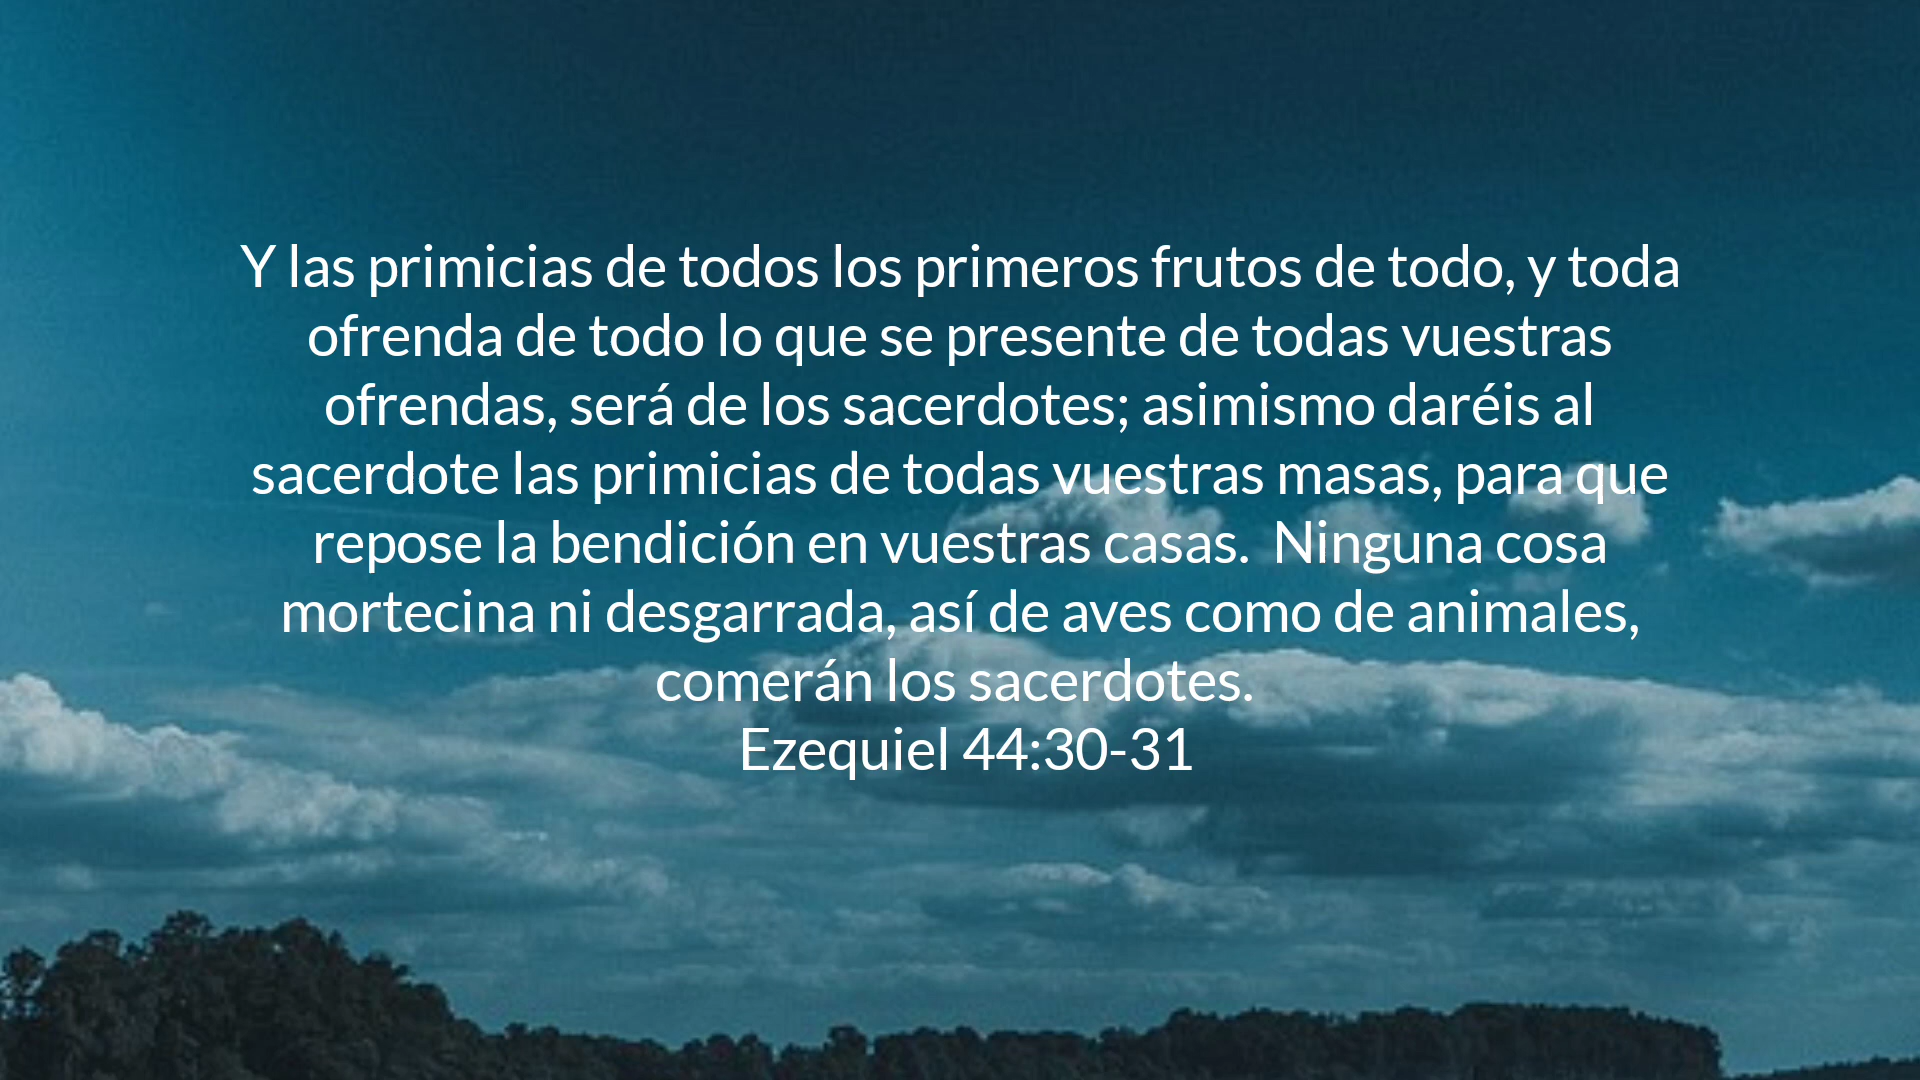 Y las primicias de todos los primeros frutos de todo, y toda
ofrenda de todo lo que se presente de todas vuestras
ofrendas, será de los sacerdotes; asimismo daréis al
sacerdote las primicias de todas vuestras masas, para que
repose la bendición en vuestras casas.  Ninguna cosa
mortecina ni desgarrada, así de aves como de animales,
comerán los sacerdotes.
Ezequiel 44:30-31